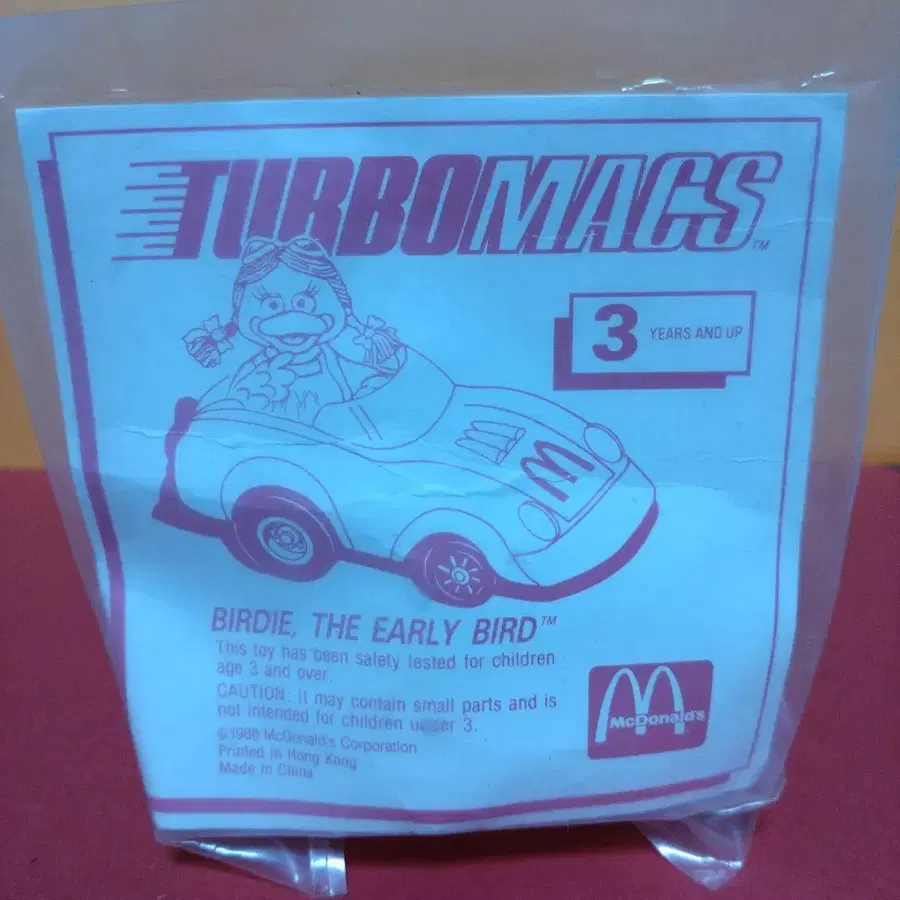 TURBOMACS™
3 YEARS AND UP
BIRDIE, THE EARLY BIRD™
This toy has been safety tested for children
age 3 and over.
CAUTION: It may contain small parts and is
not intended for children under 3.
© 1988 McDonald's Corporation
Printed in Hong Kong
Made in China
McDonald's